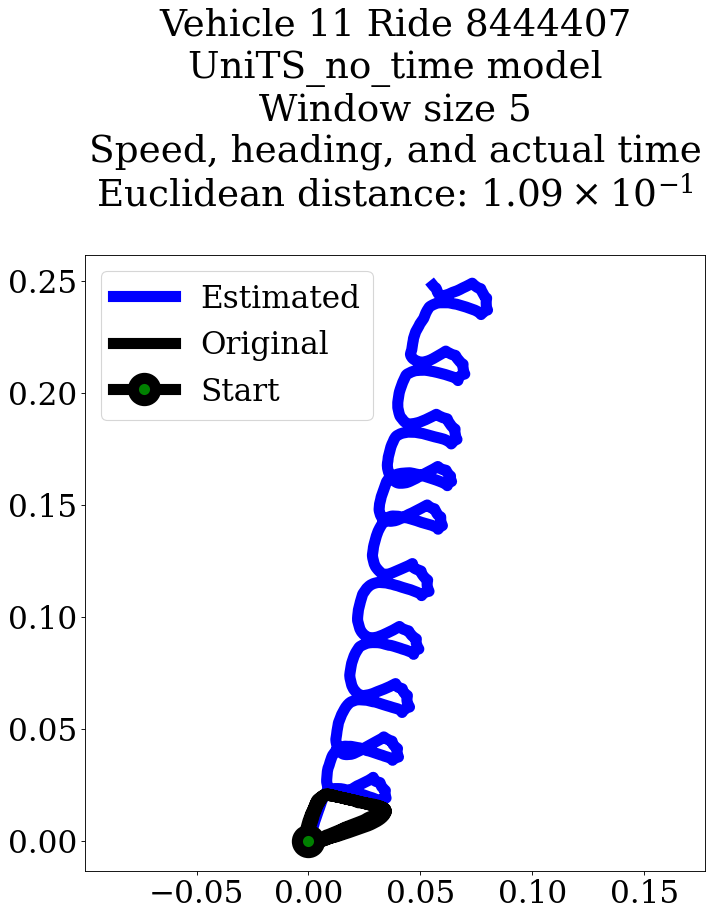 Vehicle 11 Ride 8444407
UniTS_no_time model
Window size 5
Speed, heading, and actual time
Euclidean distance: 1.09 × 10⁻¹
Estimated
Original
Start
0.25
0.20
0.15
0.10
0.05
0.00
−0.05 0.00 0.05 0.10 0.15